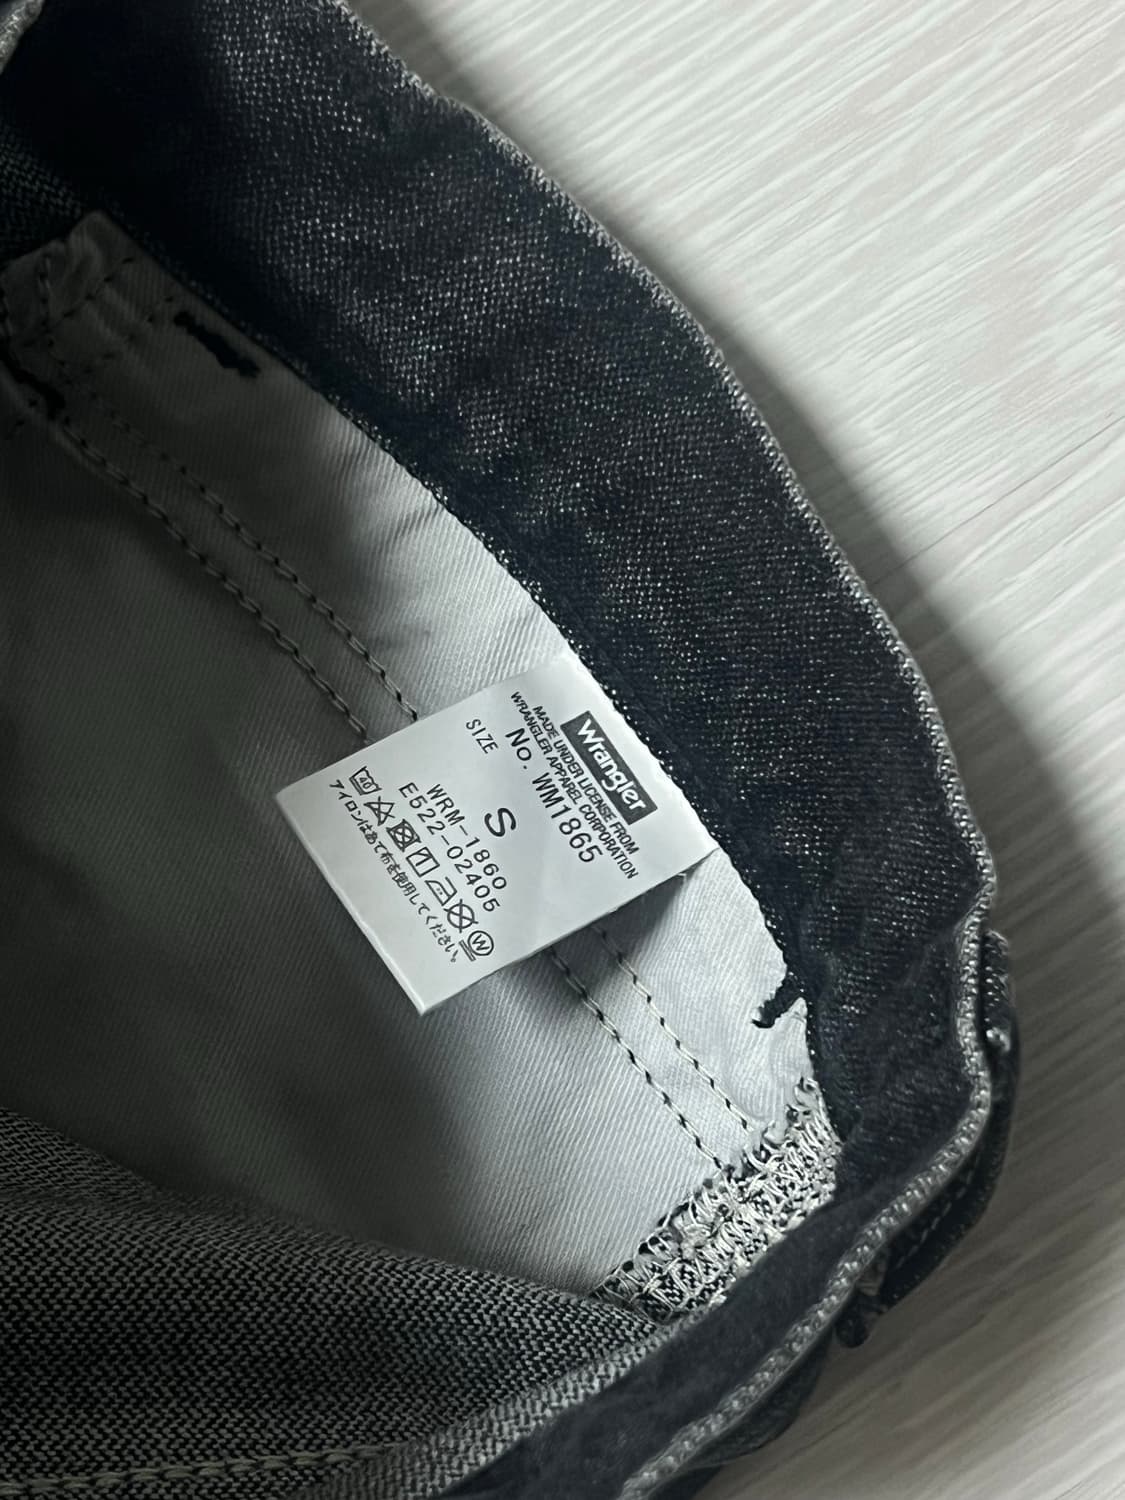 Wrangler
MADE UNDER LICENSE FROM
WRANGLER APPAREL CORPORATION
No. WM1865
SIZE S
WRM-1860
E522-02405
40 W
アイロンはあて布を使用してください。